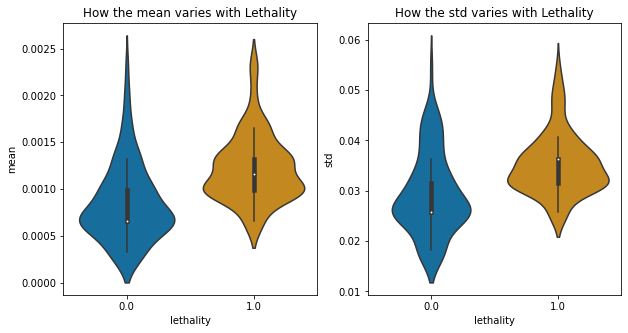 How the mean varies with Lethality
0.0025
0.0020
0.0015
0.0010
0.0005
0.0000
mean
0.0
1.0
lethality
How the std varies with Lethality
0.06
0.05
0.04
0.03
0.02
0.01
std
0.0
1.0
lethality